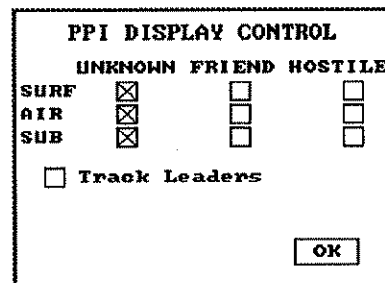 PPI DISPLAY CONTROL
UNKNOWN FRIEND HOSTILE
SURF
AIR
SUB
Track Leaders
OK